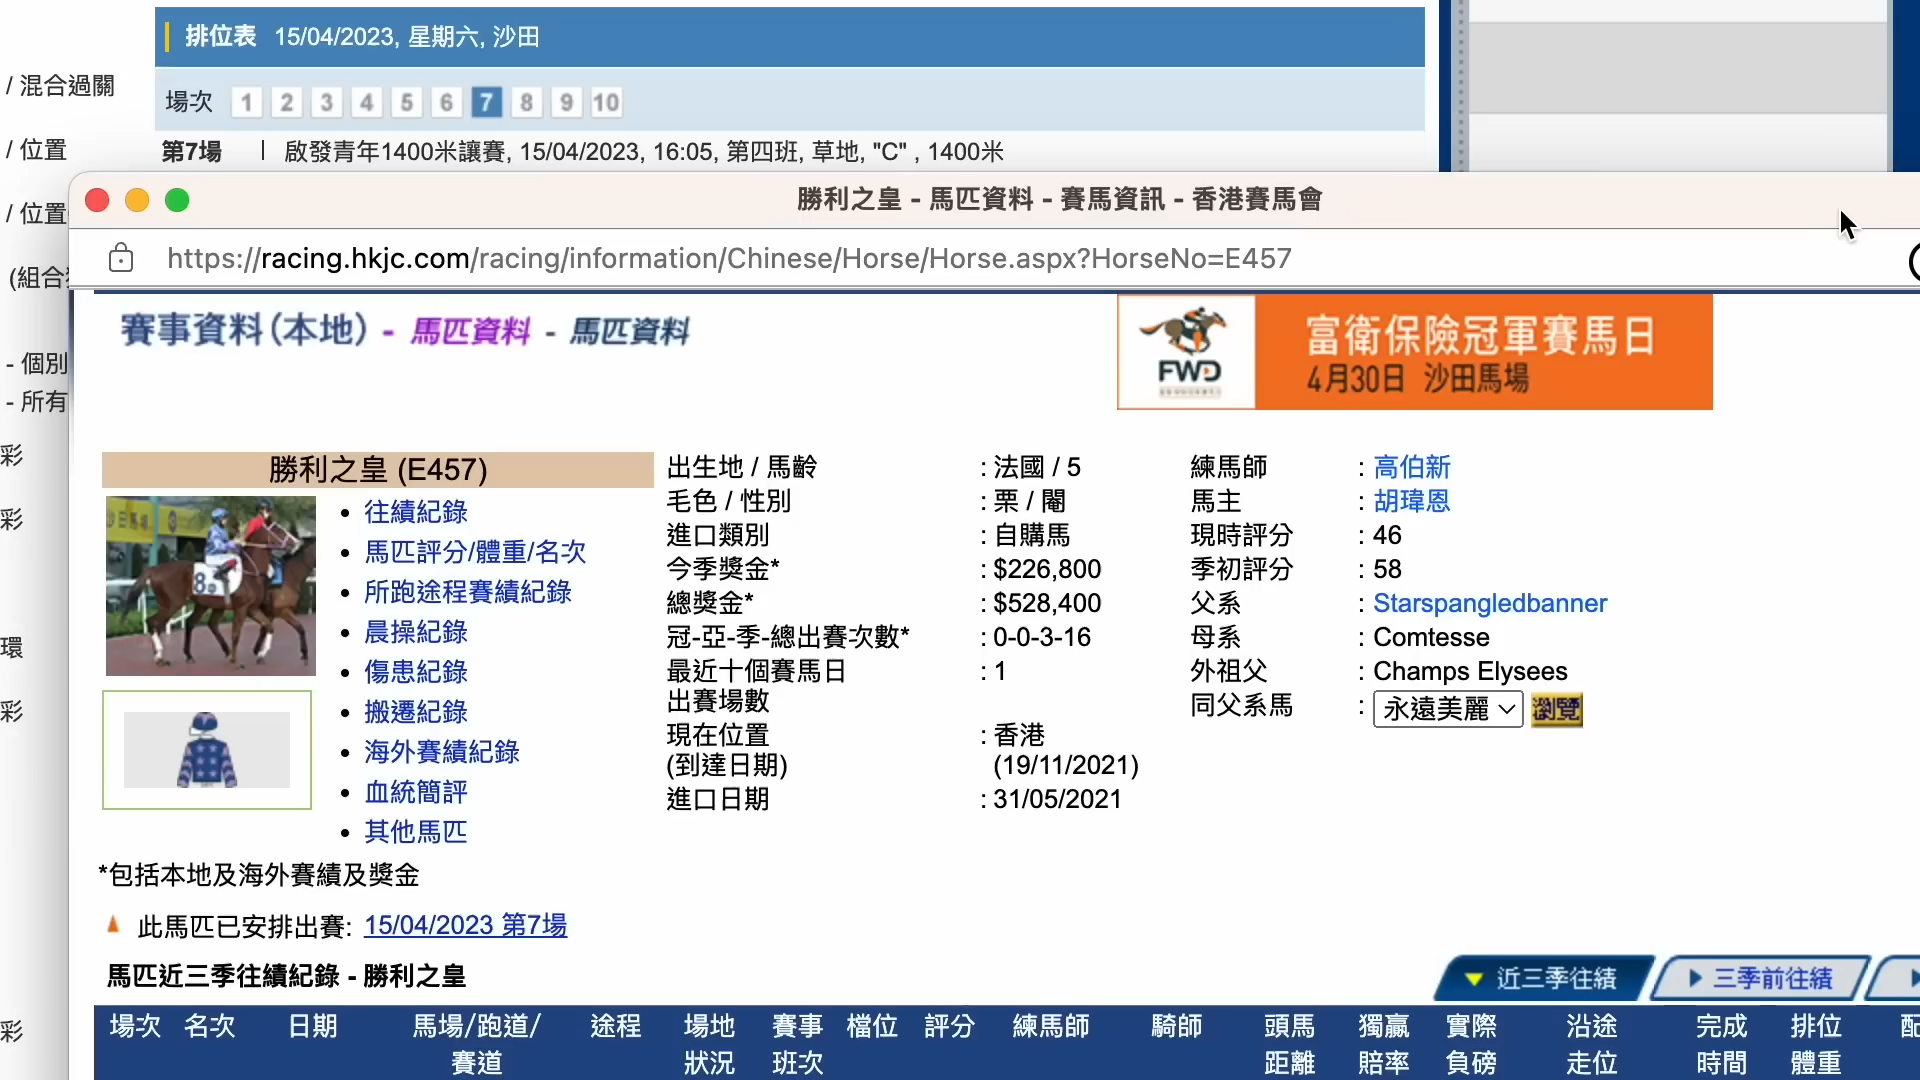 排位表 15/04/2023, 星期六, 沙田
/ 混合過關
場次 1 2 3 4 5 6 7 8 9 10
/ 位置
第7場 | 啟發青年1400米讓賽, 15/04/2023, 16:05, 第四班, 草地, "C" , 1400米
勝利之皇 - 馬匹資料 - 賽馬資訊 - 香港賽馬會
/ 位置
https://racing.hkjc.com/racing/information/Chinese/Horse/Horse.aspx?HorseNo=E457
(組合
賽事資料(本地) - 馬匹資料 - 馬匹資料
FWD
富衛保險冠軍賽馬日
4月30日 沙田馬場
- 個別
- 所有
彩
彩
環
彩
彩
勝利之皇 (E457)
8
• 往績紀錄
• 馬匹評分/體重/名次
• 所跑途程賽績紀錄
• 晨操紀錄
• 傷患紀錄
• 搬遷紀錄
• 海外賽績紀錄
• 血統簡評
• 其他馬匹
出生地 / 馬齡 : 法國 / 5
毛色 / 性別 : 栗 / 閹
進口類別 : 自購馬
今季獎金* : $226,800
總獎金* : $528,400
冠-亞-季-總出賽次數* : 0-0-3-16
最近十個賽馬日 : 1
出賽場數
現在位置 : 香港
(到達日期) (19/11/2021)
進口日期 : 31/05/2021
練馬師 : 高伯新
馬主 : 胡瑋恩
現時評分 : 46
季初評分 : 58
父系 : Starspangledbanner
母系 : Comtesse
外祖父 : Champs Elysees
同父系馬 : 永遠美麗 瀏覽
*包括本地及海外賽績及獎金
此馬匹已安排出賽: 15/04/2023 第7場
馬匹近三季往績紀錄 - 勝利之皇
近三季往績 三季前往績
場次 名次 日期 馬場/跑道/ 途程 場地 賽事 檔位 評分 練馬師 騎師 頭馬 獨贏 實際 沿途 完成 排位 配
賽道 狀況 班次 距離 賠率 負磅 走位 時間 體重